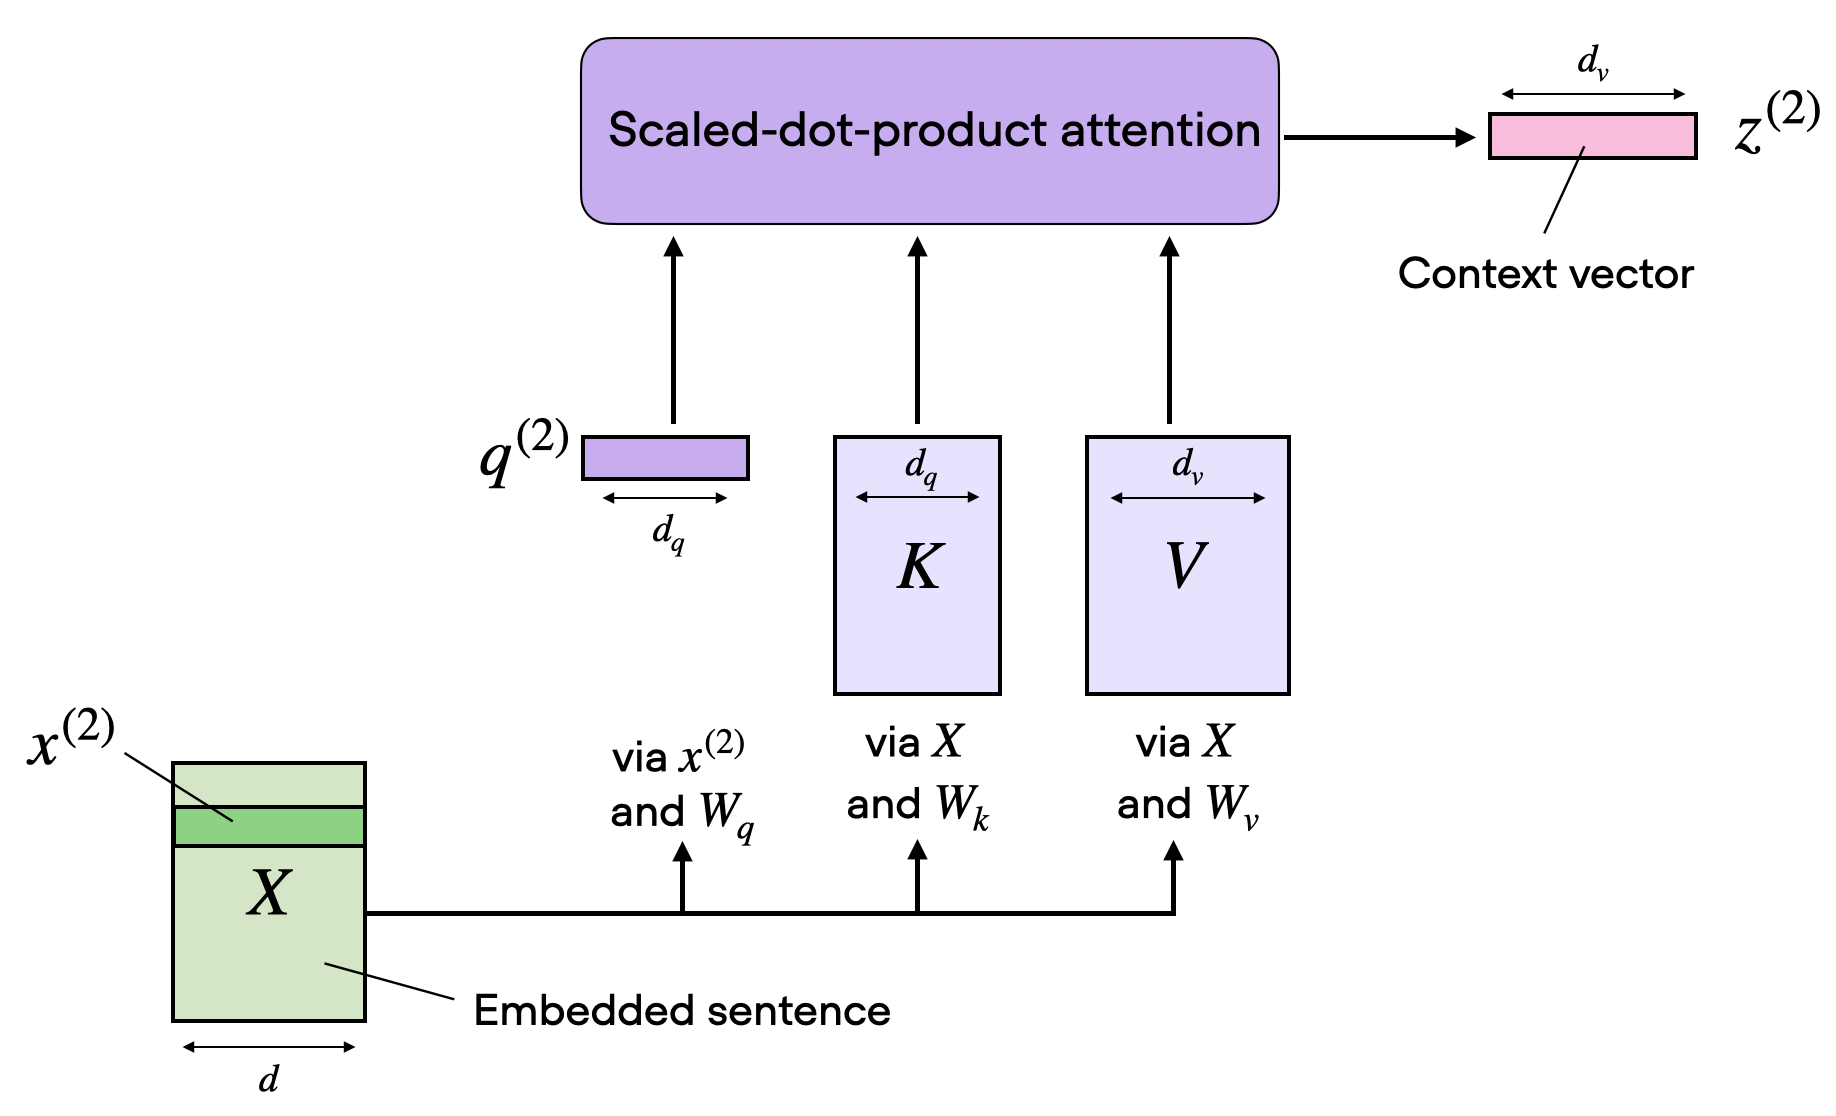 d_v
Scaled-dot-product attention
z^(2)
Context vector
q^(2)
d_q
d_q
K
d_v
V
x^(2)
via x^(2)
and W_q
via X
and W_k
via X
and W_v
X
Embedded sentence
d